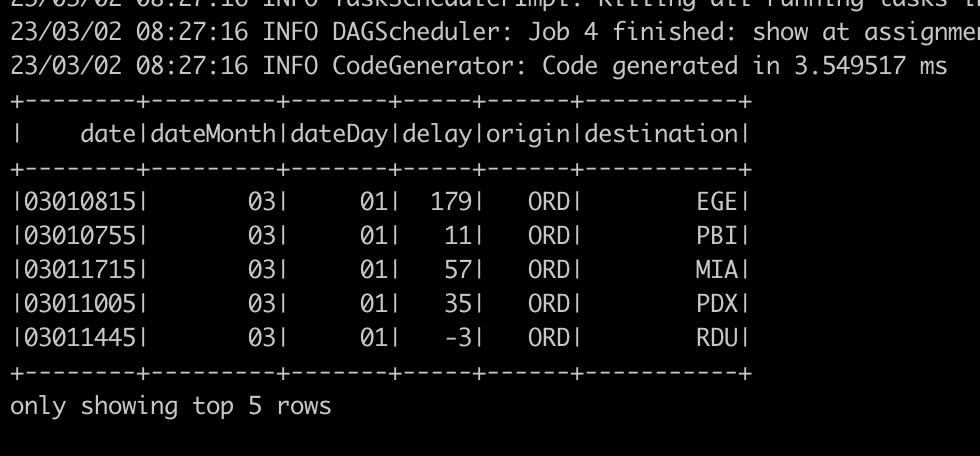 23/03/02 08:27:16 INFO TaskSchedulerImpl: Killing all running tasks i
23/03/02 08:27:16 INFO DAGScheduler: Job 4 finished: show at assignme
23/03/02 08:27:16 INFO CodeGenerator: Code generated in 3.549517 ms
+--------+---------+-------+-----+------+-----------+
|    date|dateMonth|dateDay|delay|origin|destination|
+--------+---------+-------+-----+------+-----------+
|03010815|       03|     01|  179|   ORD|        EGE|
|03010755|       03|     01|   11|   ORD|        PBI|
|03011715|       03|     01|   57|   ORD|        MIA|
|03011005|       03|     01|   35|   ORD|        PDX|
|03011445|       03|     01|   -3|   ORD|        RDU|
+--------+---------+-------+-----+------+-----------+
only showing top 5 rows